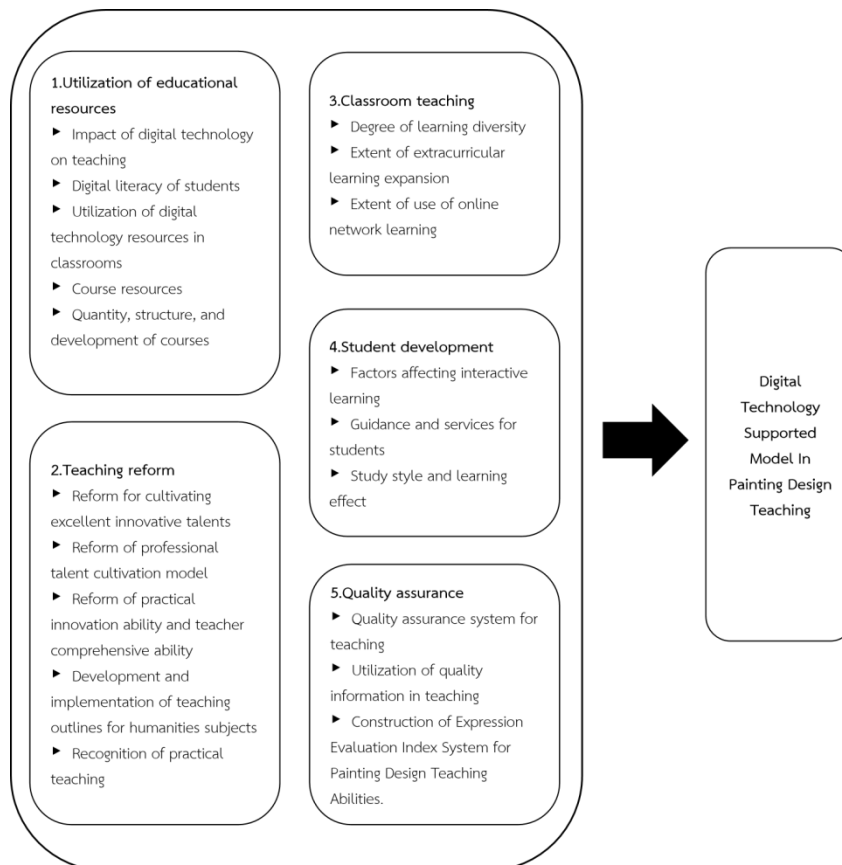 1.Utilization of educational
resources
► Impact of digital technology
on teaching
► Digital literacy of students
► Utilization of digital
technology resources in
classrooms
► Course resources
► Quantity, structure, and
development of courses
2.Teaching reform
► Reform for cultivating
excellent innovative talents
► Reform of professional
talent cultivation model
► Reform of practical
innovation ability and teacher
comprehensive ability
► Development and
implementation of teaching
outlines for humanities subjects
► Recognition of practical
teaching
3.Classroom teaching
► Degree of learning diversity
► Extent of extracurricular
learning expansion
► Extent of use of online
network learning
4.Student development
► Factors affecting interactive
learning
► Guidance and services for
students
► Study style and learning
effect
5.Quality assurance
► Quality assurance system for
teaching
► Utilization of quality
information in teaching
► Construction of Expression
Evaluation Index System for
Painting Design Teaching
Abilities.
Digital
Technology
Supported
Model In
Painting Design
Teaching